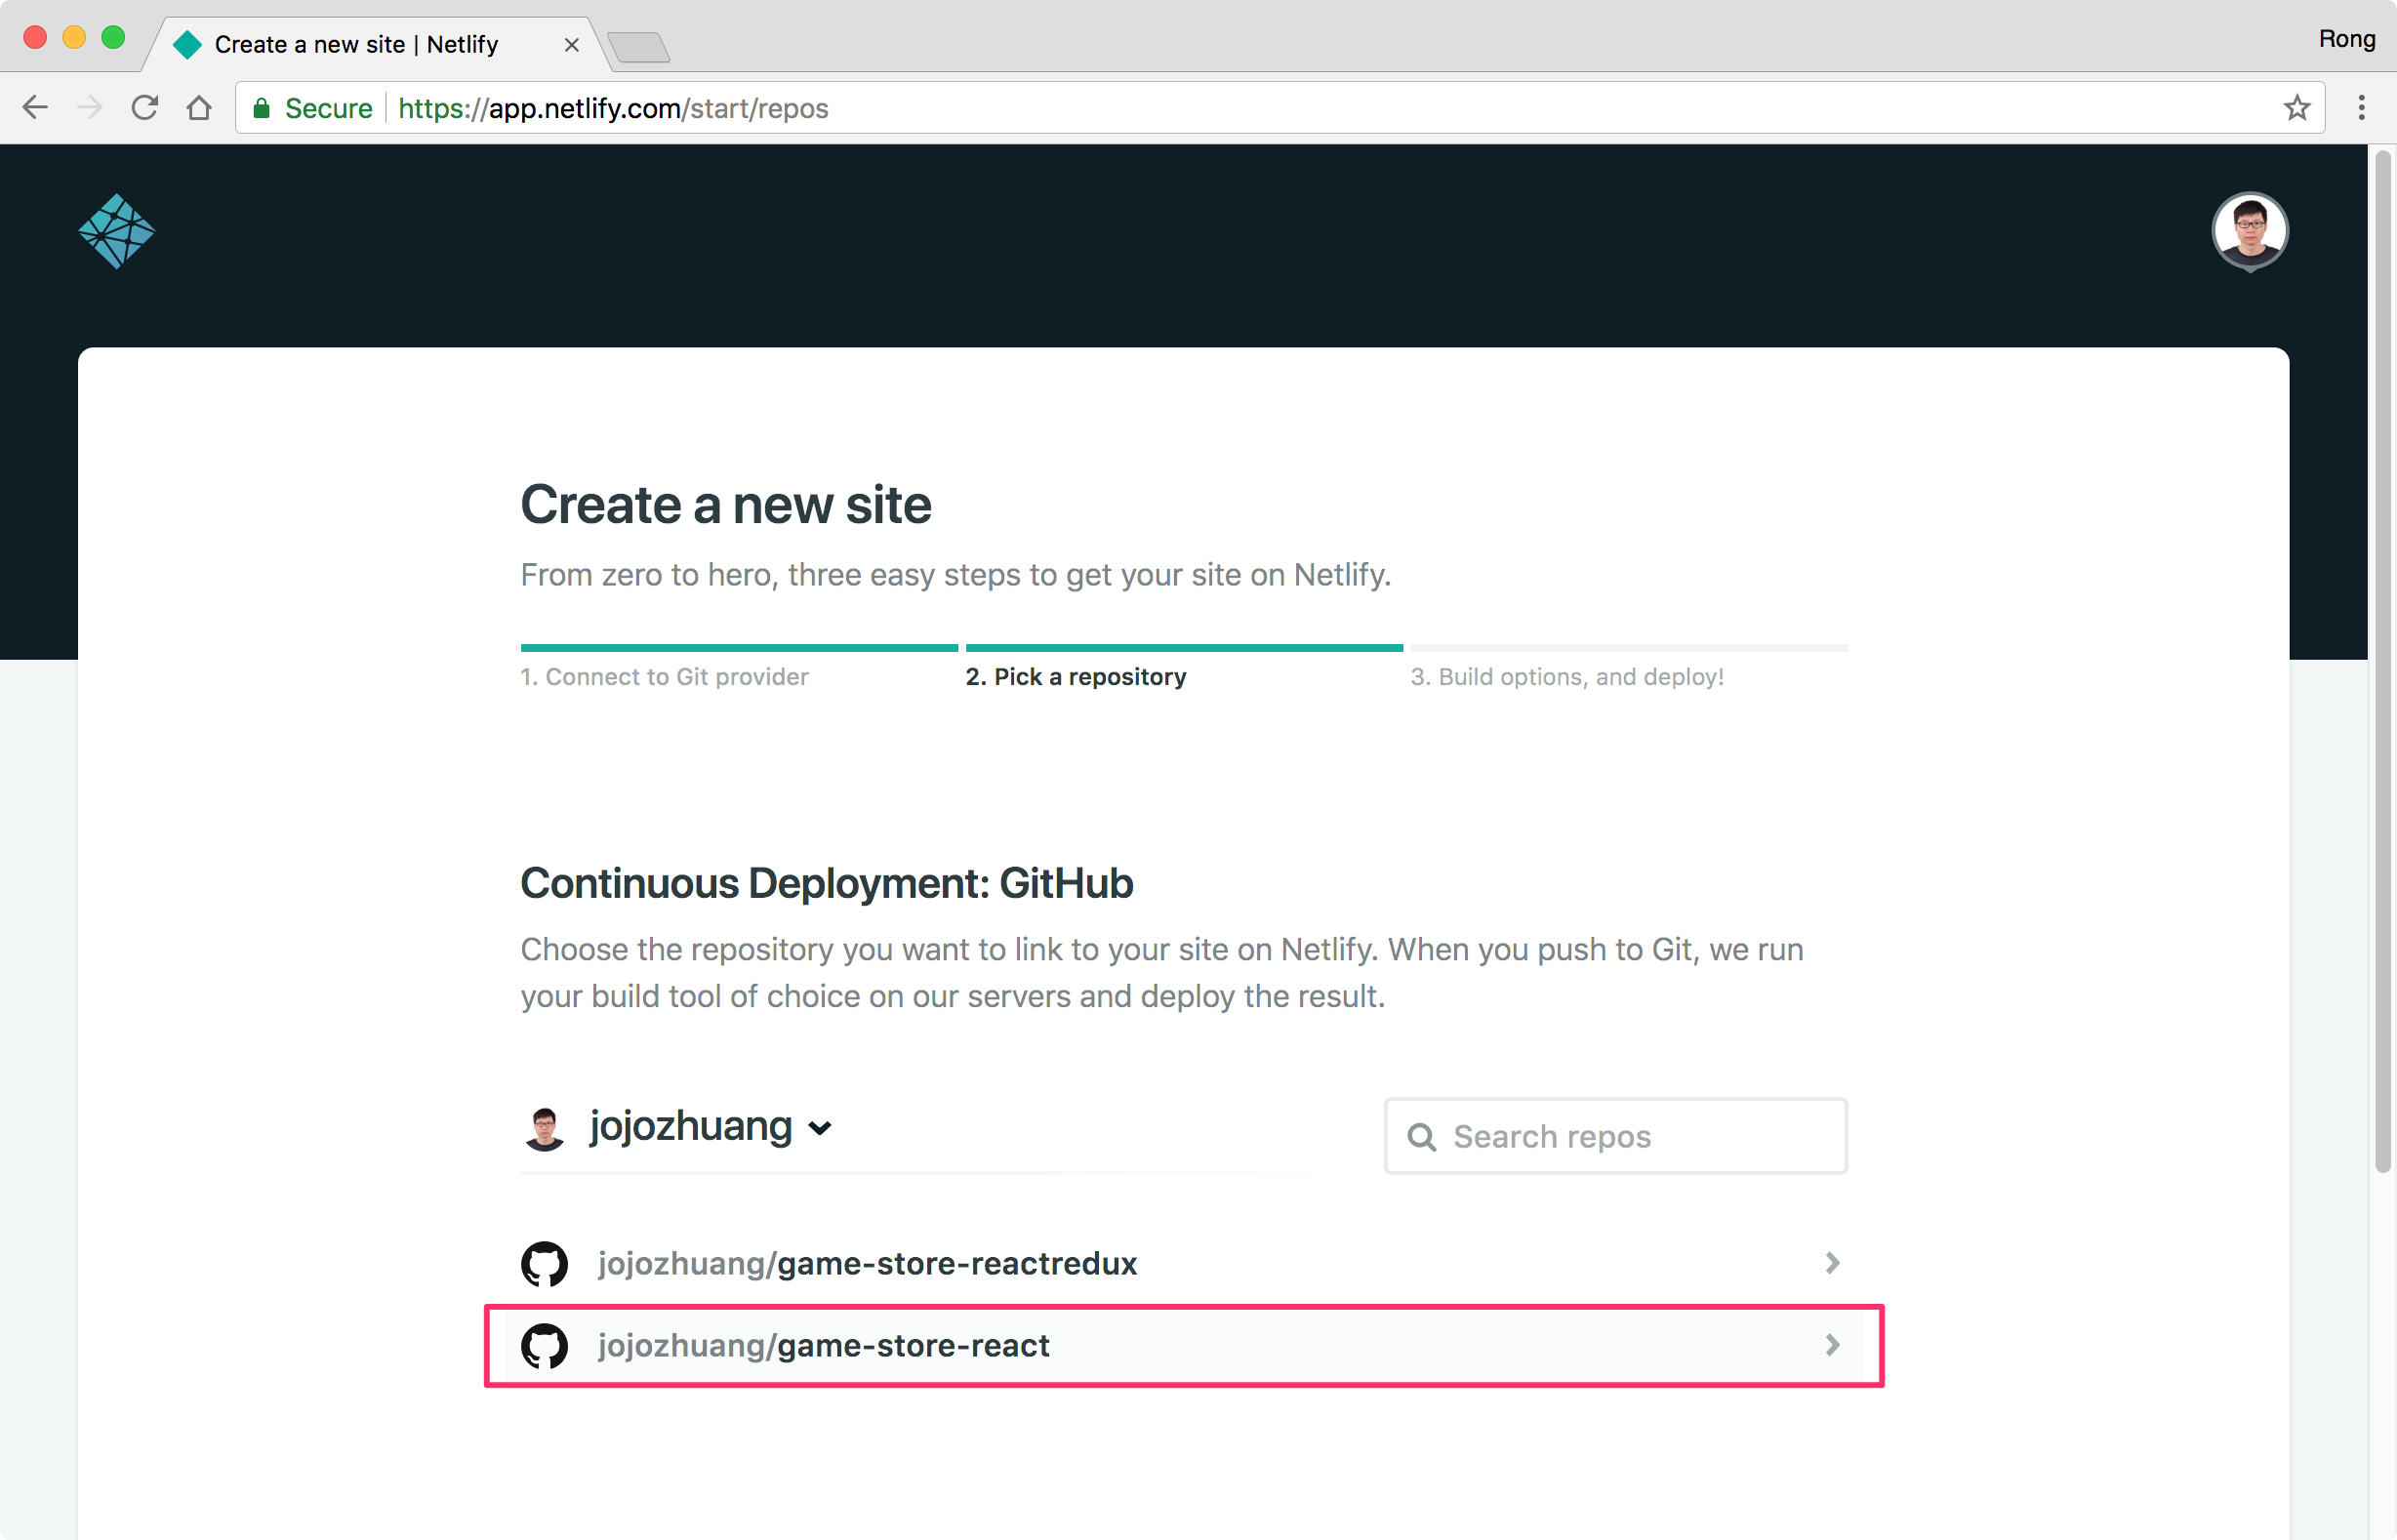 Create a new site | Netlify
Rong
Secure https://app.netlify.com/start/repos
Create a new site
From zero to hero, three easy steps to get your site on Netlify.
1. Connect to Git provider
2. Pick a repository
3. Build options, and deploy!
Continuous Deployment: GitHub
Choose the repository you want to link to your site on Netlify. When you push to Git, we run
your build tool of choice on our servers and deploy the result.
jojozhuang
Search repos
jojozhuang/game-store-reactredux
jojozhuang/game-store-react